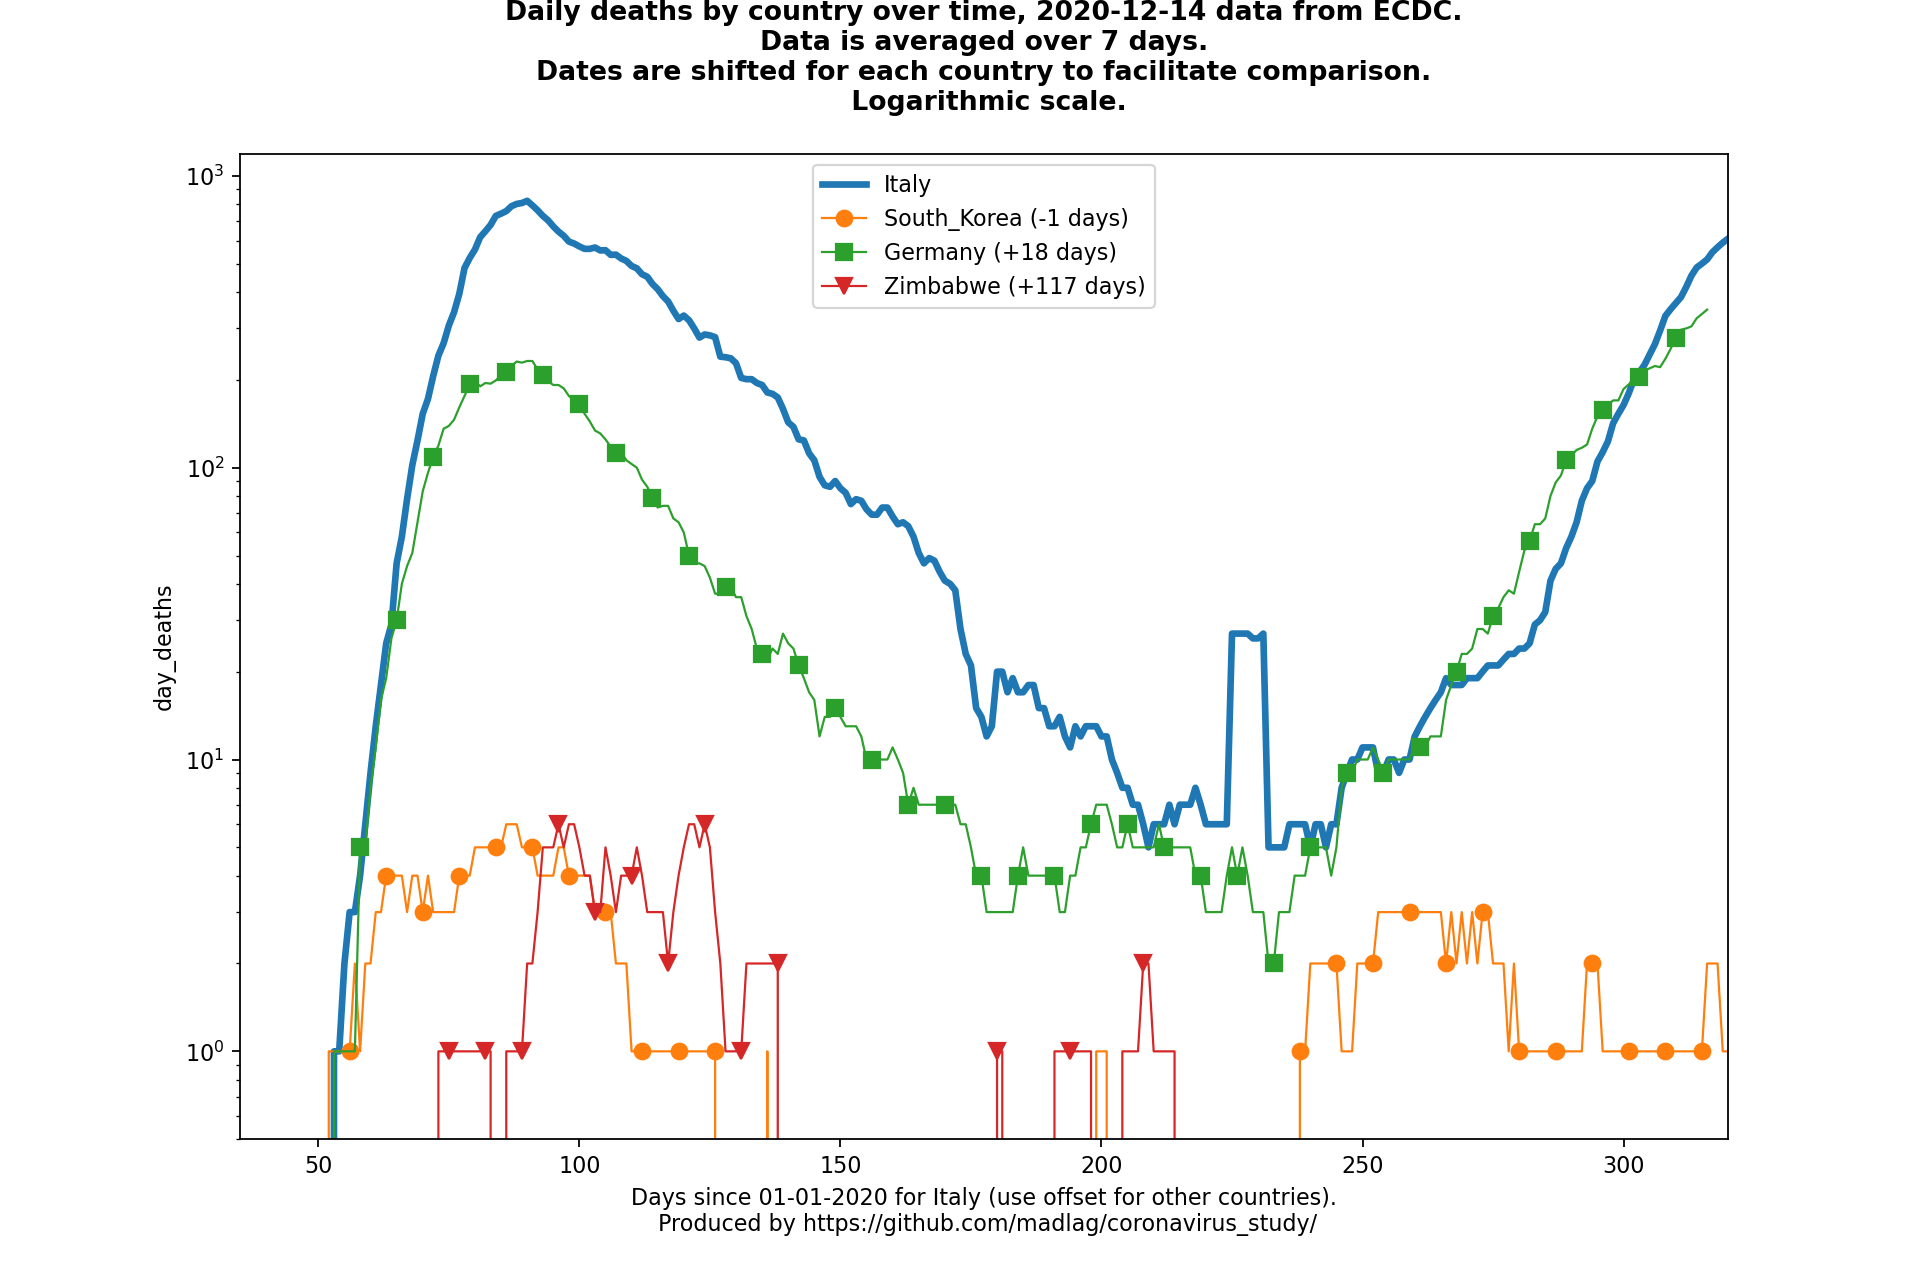 Daily deaths by country over time, 2020-12-14 data from ECDC.
Data is averaged over 7 days.
Dates are shifted for each country to facilitate comparison.
Logarithmic scale.
Italy
South_Korea (-1 days)
Germany (+18 days)
Zimbabwe (+117 days)
day_deaths
10³
10²
10¹
10⁰
50 100 150 200 250 300
Days since 01-01-2020 for Italy (use offset for other countries).
Produced by https://github.com/madlag/coronavirus_study/